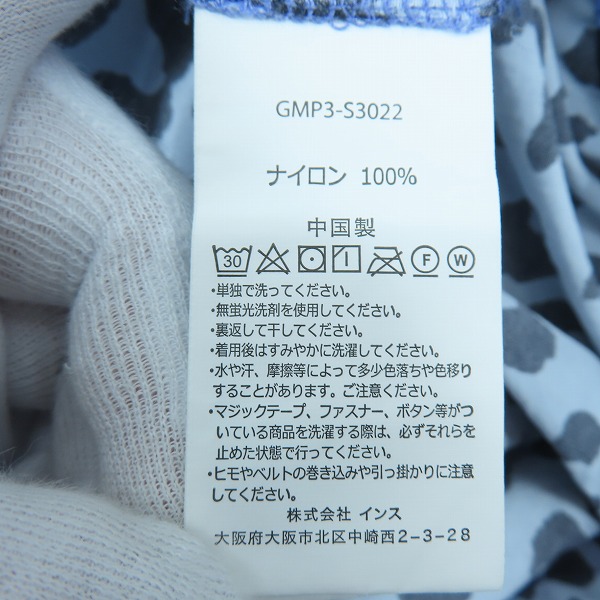 GMP3-S3022
ナイロン 100%
中国製
30 F W
・単独で洗ってください。
・無蛍光洗剤を使用してください。
・裏返して干してください。
・着用後はすみやかに洗濯してください。
・水や汗、摩擦等によって多少色落ちや色移り
することがあります。ご注意ください。
・マジックテープ、ファスナー、ボタン等がつ
いている商品を洗濯する際は、必ずそれらを
止めた状態で行ってください。
・ヒモやベルトの巻き込みや引っ掛かりに注意
してください。
株式会社 インス
大阪府大阪市北区中崎西2-3-28